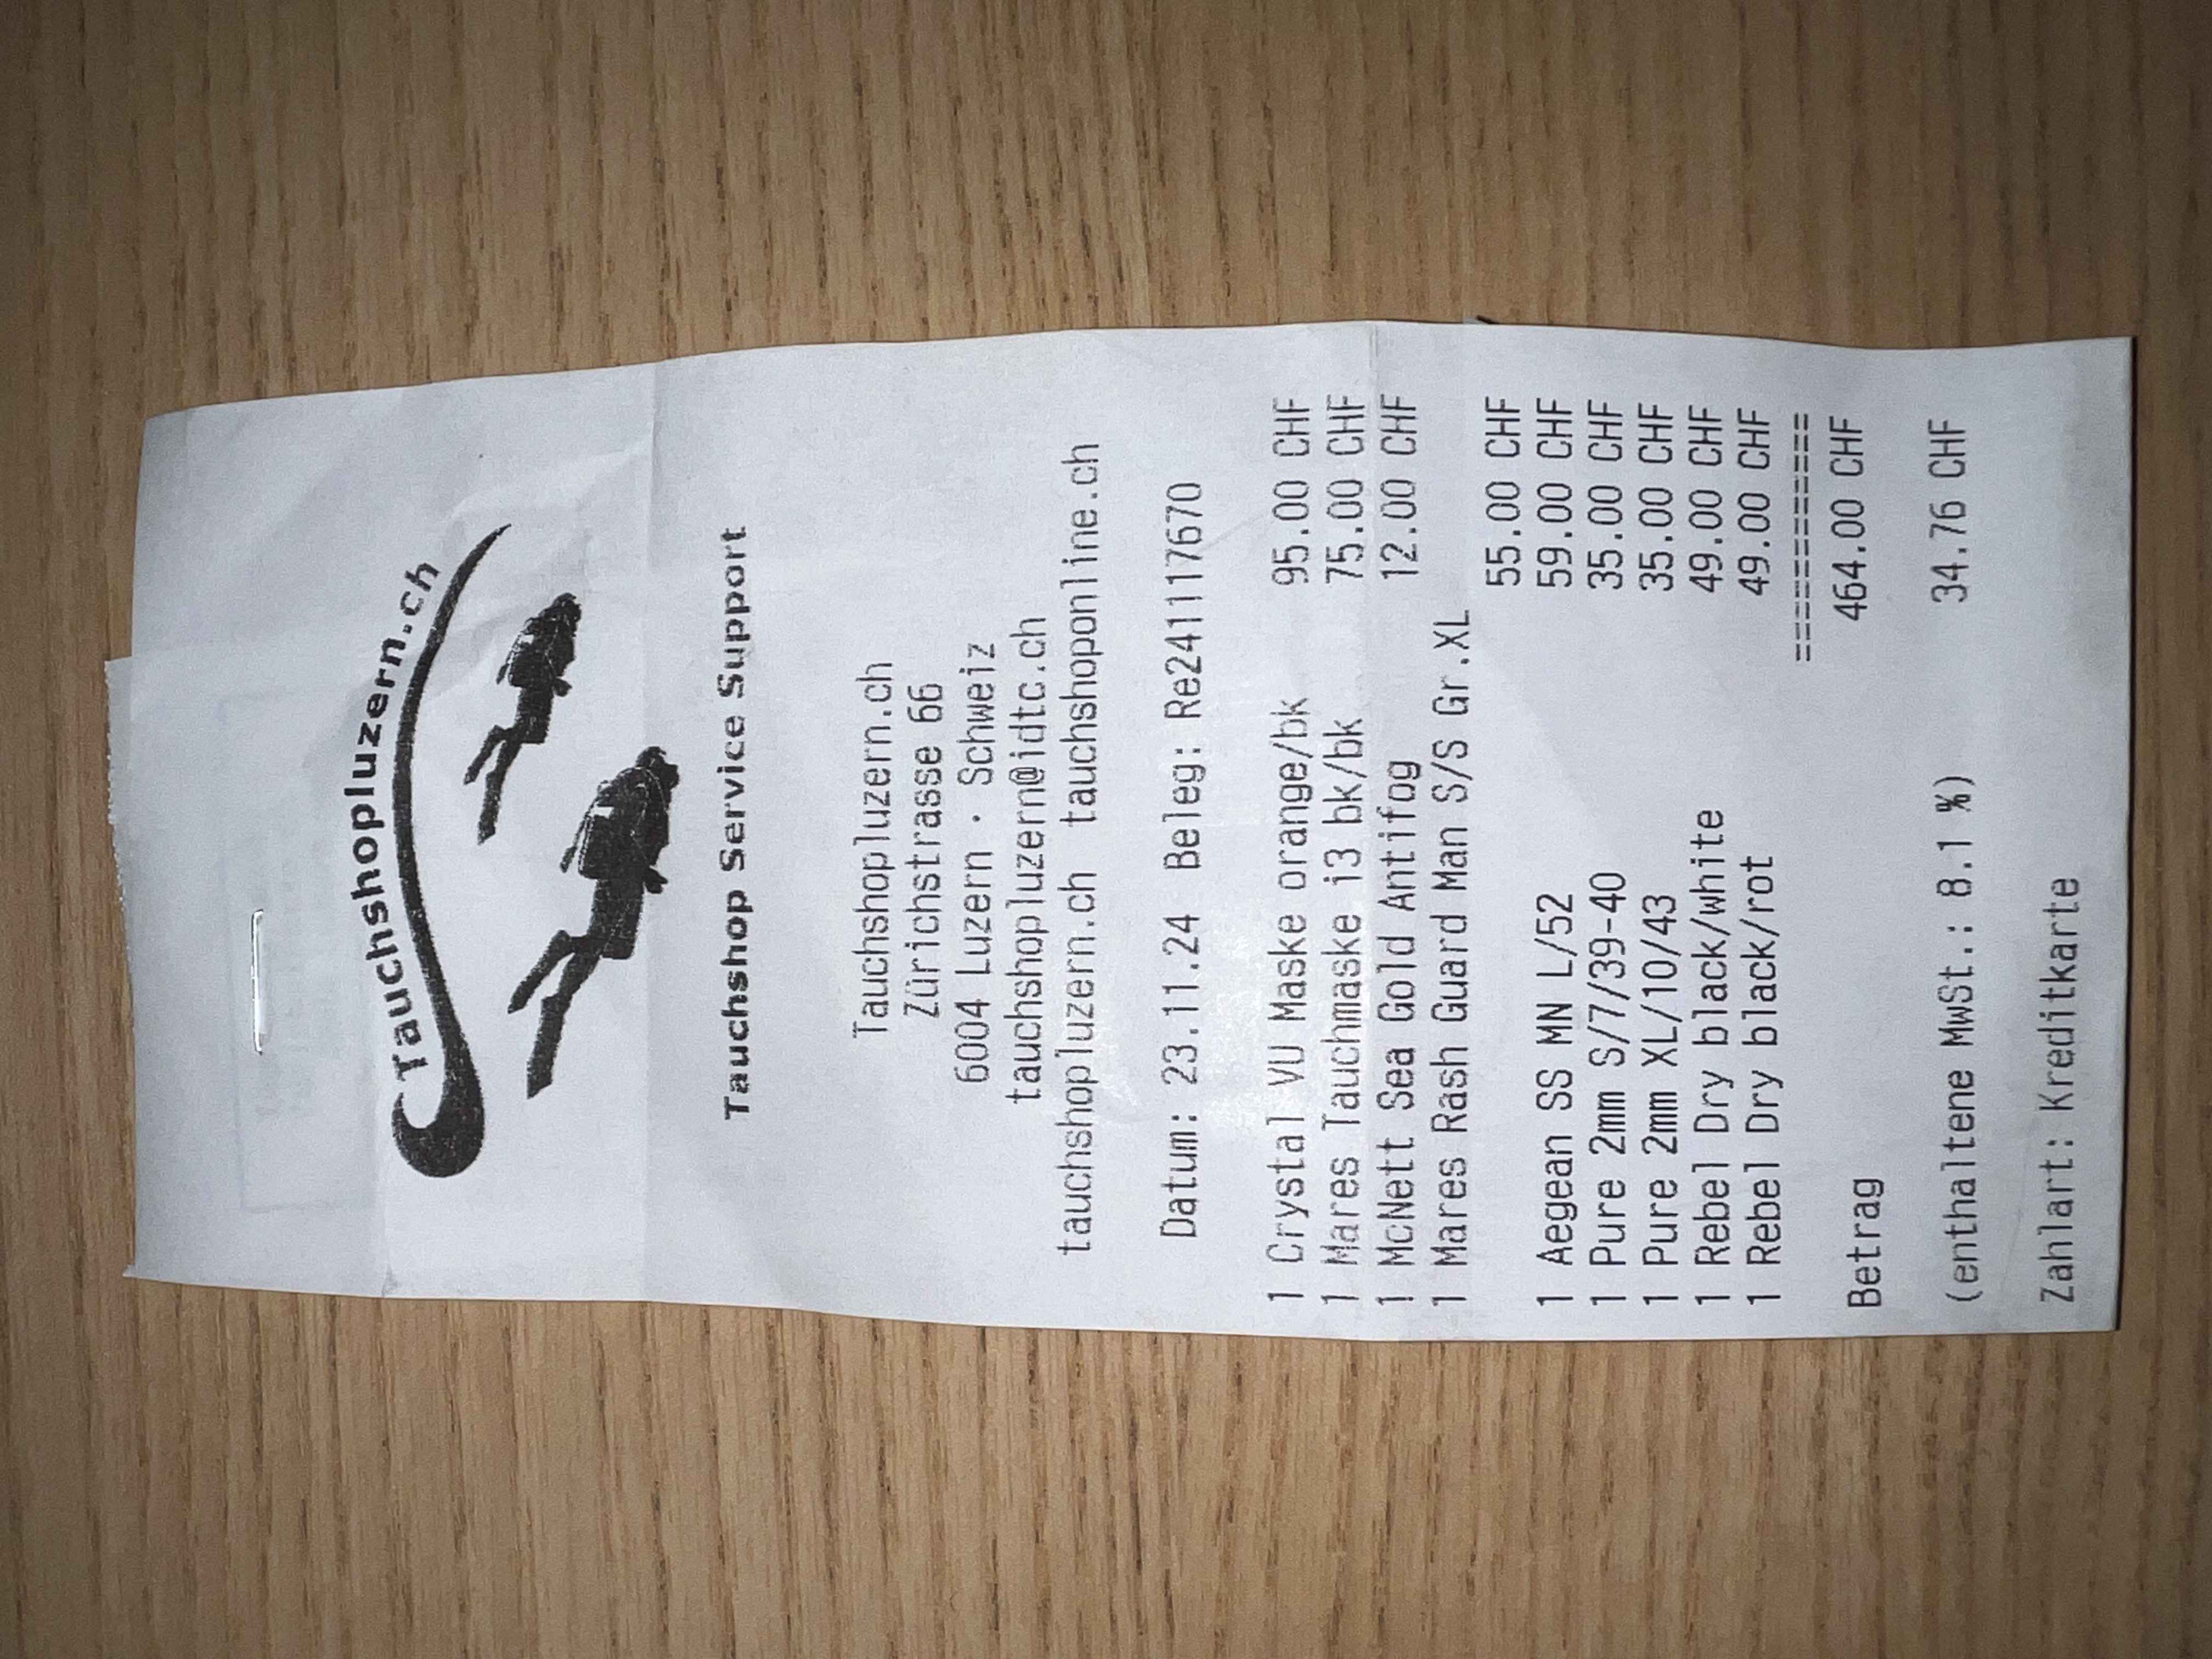 Tauchshopluzern.ch
Tauchshop Service Support
Tauchshopluzern.ch
Zürichstrasse 66
6004 Luzern · Schweiz
tauchshopluzern@idtc.ch
tauchshopluzern.ch tauchshoponline.ch
Datum: 23.11.24 Beleg: Re241117670
1 Crystal VU Maske orange/bk 95.00 CHF
1 Mares Tauchmaske i3 bk/bk 75.00 CHF
1 McNett Sea Gold Antifog 12.00 CHF
1 Mares Rash Guard Man S/S Gr.XL
55.00 CHF
1 Aegean SS MN L/52 59.00 CHF
1 Pure 2mm S/7/39-40 35.00 CHF
1 Pure 2mm XL/10/43 35.00 CHF
1 Rebel Dry black/white 49.00 CHF
1 Rebel Dry black/rot 49.00 CHF
============
Betrag 464.00 CHF
(enthaltene MwSt.: 8.1 %) 34.76 CHF
Zahlart: Kreditkarte